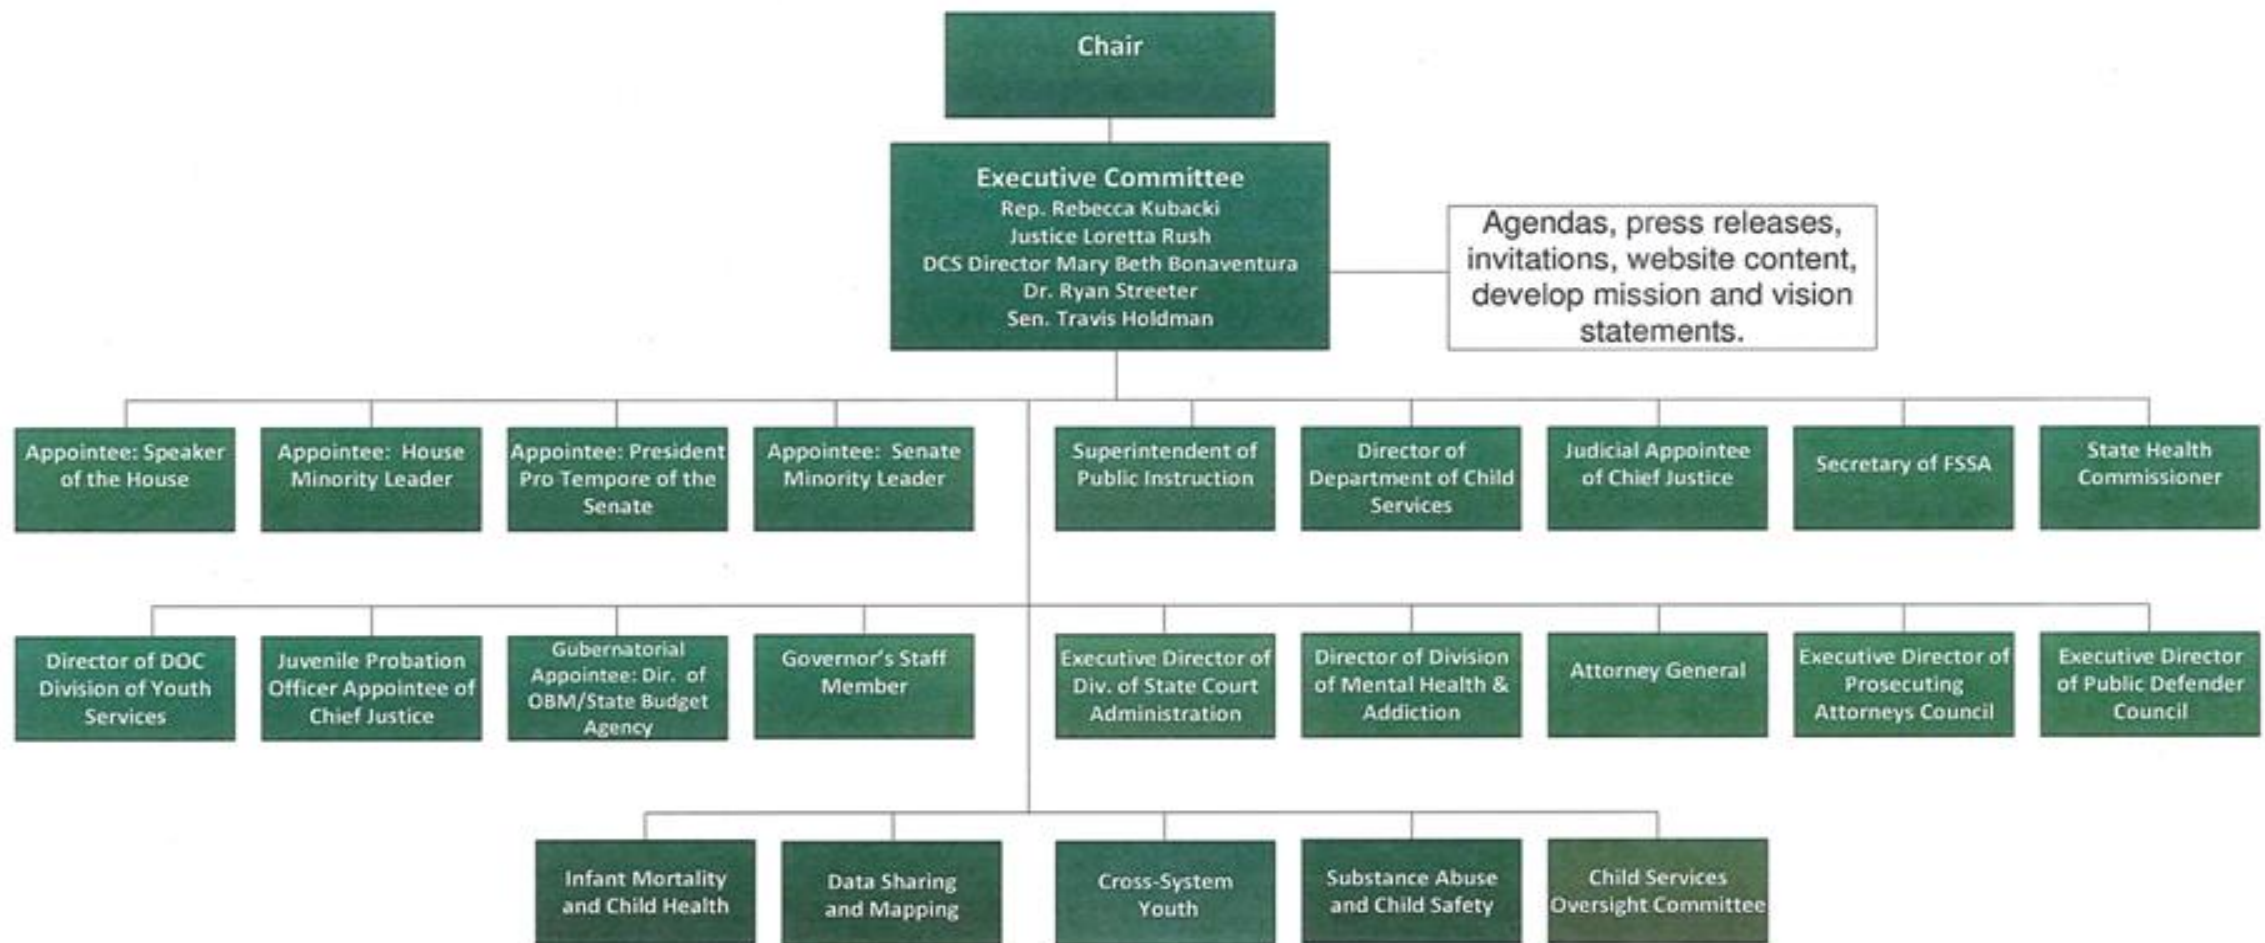 Chair
Executive Committee
Rep. Rebecca Kubacki
Justice Loretta Rush
DCS Director Mary Beth Bonaventura
Dr. Ryan Streeter
Sen. Travis Holdman
Agendas, press releases,
invitations, website content,
develop mission and vision
statements.
Appointee: Speaker
of the House
Appointee: House
Minority Leader
Appointee: President
Pro Tempore of the
Senate
Appointee: Senate
Minority Leader
Superintendent of
Public Instruction
Director of
Department of Child
Services
Judicial Appointee
of Chief Justice
Secretary of FSSA
State Health
Commissioner
Director of DOC
Division of Youth
Services
Juvenile Probation
Officer Appointee of
Chief Justice
Gubernatorial
Appointee: Dir. of
OBM/State Budget
Agency
Governor's Staff
Member
Executive Director of
Div. of State Court
Administration
Director of Division
of Mental Health &
Addiction
Attorney General
Executive Director of
Prosecuting
Attorneys Council
Executive Director
of Public Defender
Council
Infant Mortality
and Child Health
Data Sharing
and Mapping
Cross-System
Youth
Substance Abuse
and Child Safety
Child Services
Oversight Committee